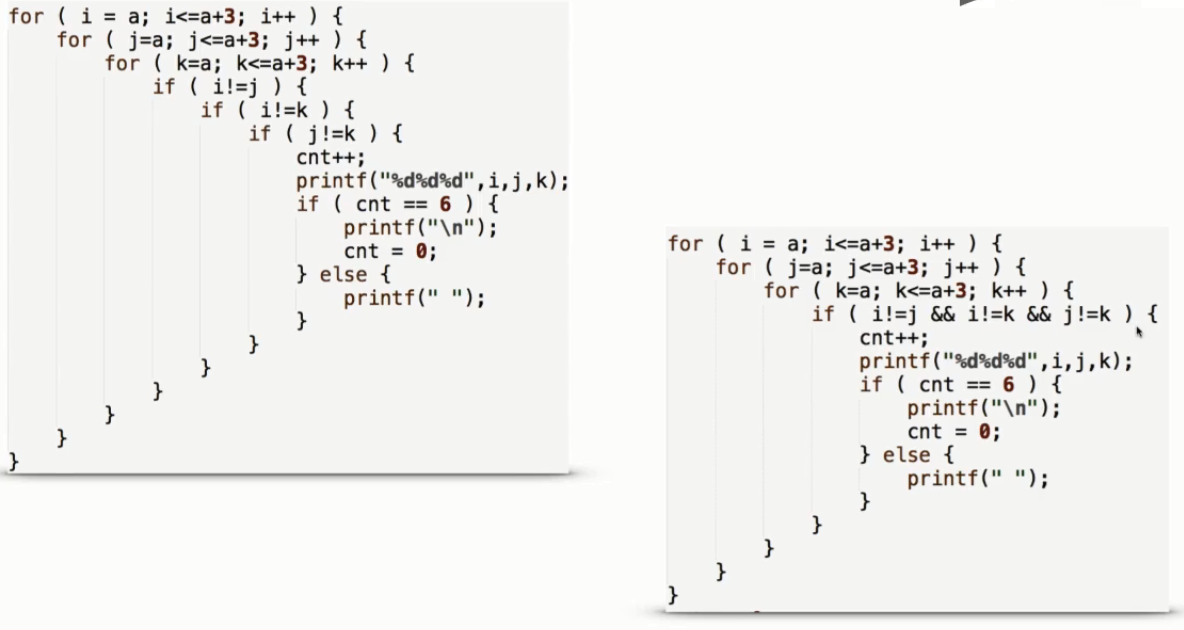 for ( i = a; i<=a+3; i++ ) {
for ( j=a; j<=a+3; j++ ) {
for ( k=a; k<=a+3; k++ ) {
if ( i!=j ) {
if ( i!=k ) {
if ( j!=k ) {
cnt++;
printf("%d%d%d",i,j,k);
if ( cnt == 6 ) {
printf("\n");
cnt = 0;
} else {
printf(" ");
}
}
}
}
}
}
}
for ( i = a; i<=a+3; i++ ) {
for ( j=a; j<=a+3; j++ ) {
for ( k=a; k<=a+3; k++ ) {
if ( i!=j && i!=k && j!=k ) {
cnt++;
printf("%d%d%d",i,j,k);
if ( cnt == 6 ) {
printf("\n");
cnt = 0;
} else {
printf(" ");
}
}
}
}
}